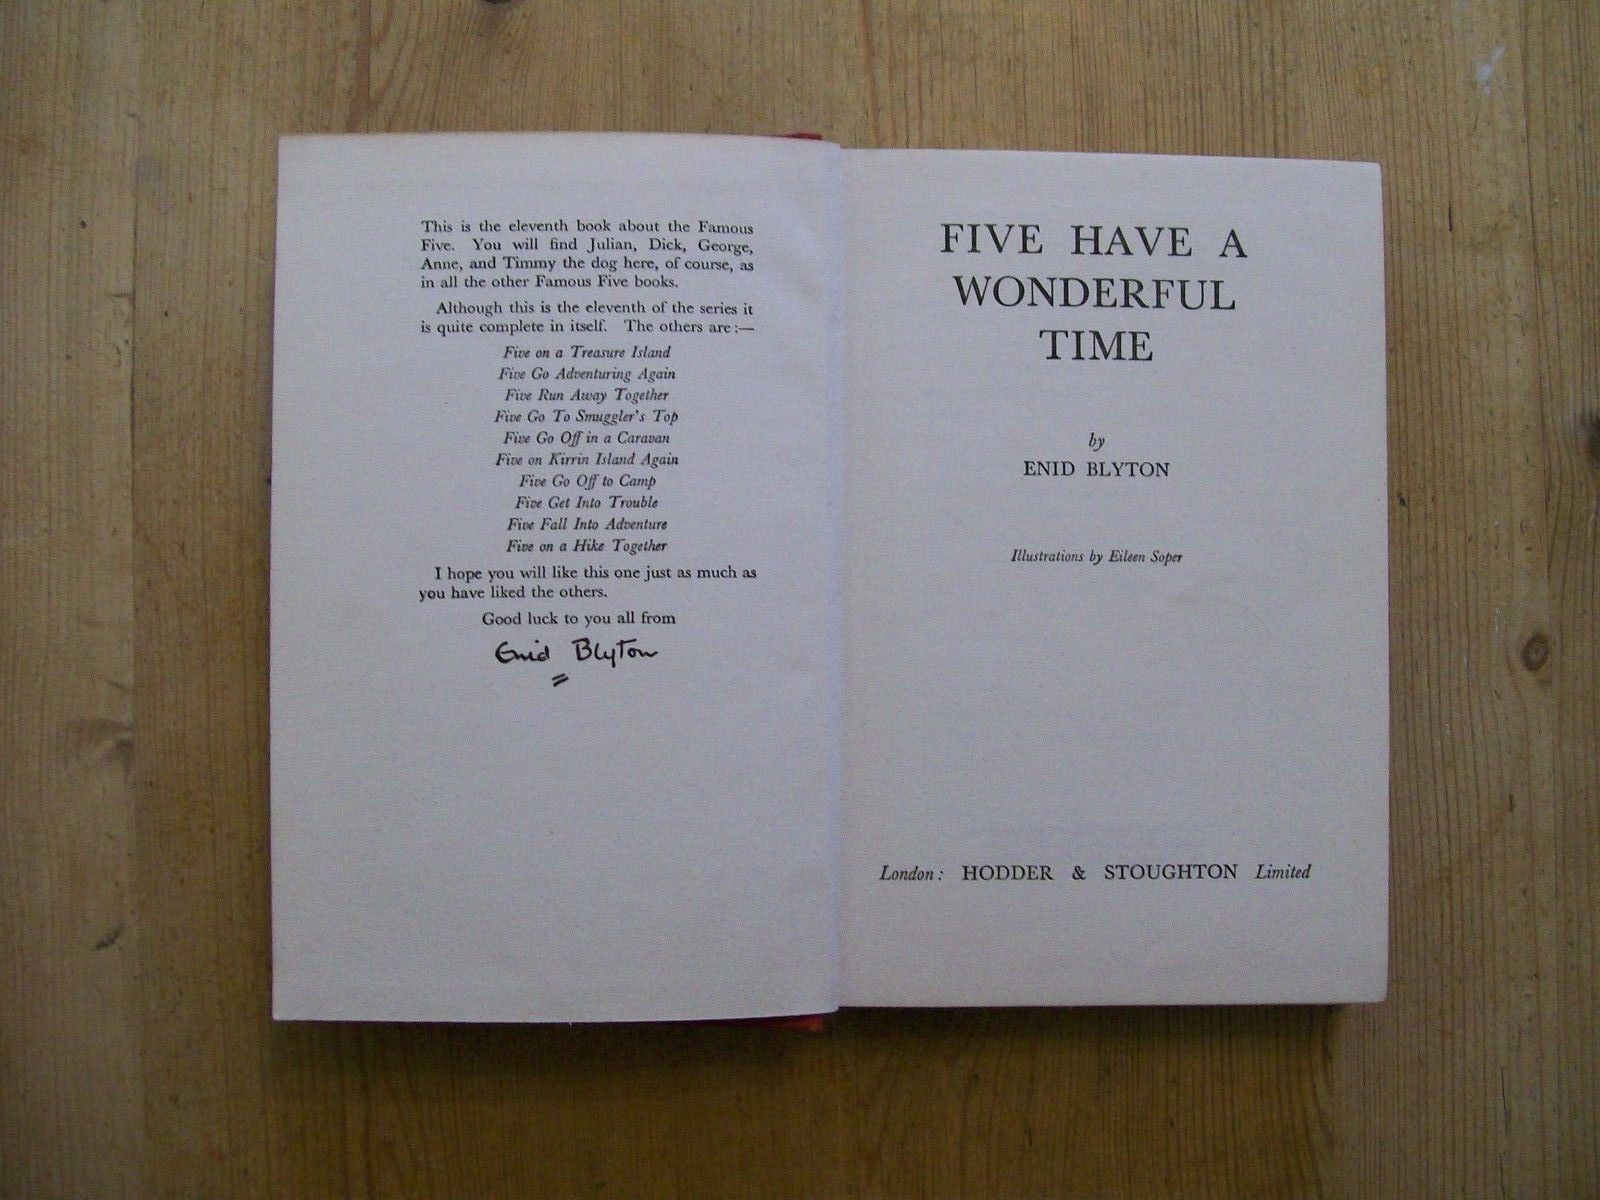 This is the eleventh book about the Famous
Five. You will find Julian, Dick, George,
Anne, and Timmy the dog here, of course, as
in all the other Famous Five books.
Although this is the eleventh of the series it
is quite complete in itself. The others are:—
Five on a Treasure Island
Five Go Adventuring Again
Five Run Away Together
Five Go To Smuggler's Top
Five Go Off in a Caravan
Five on Kirrin Island Again
Five Go Off to Camp
Five Get Into Trouble
Five Fall Into Adventure
Five on a Hike Together
I hope you will like this one just as much as
you have liked the others.
Good luck to you all from
Enid Blyton
FIVE HAVE A
WONDERFUL
TIME
by
ENID BLYTON
Illustrations by Eileen Soper
London: HODDER & STOUGHTON Limited